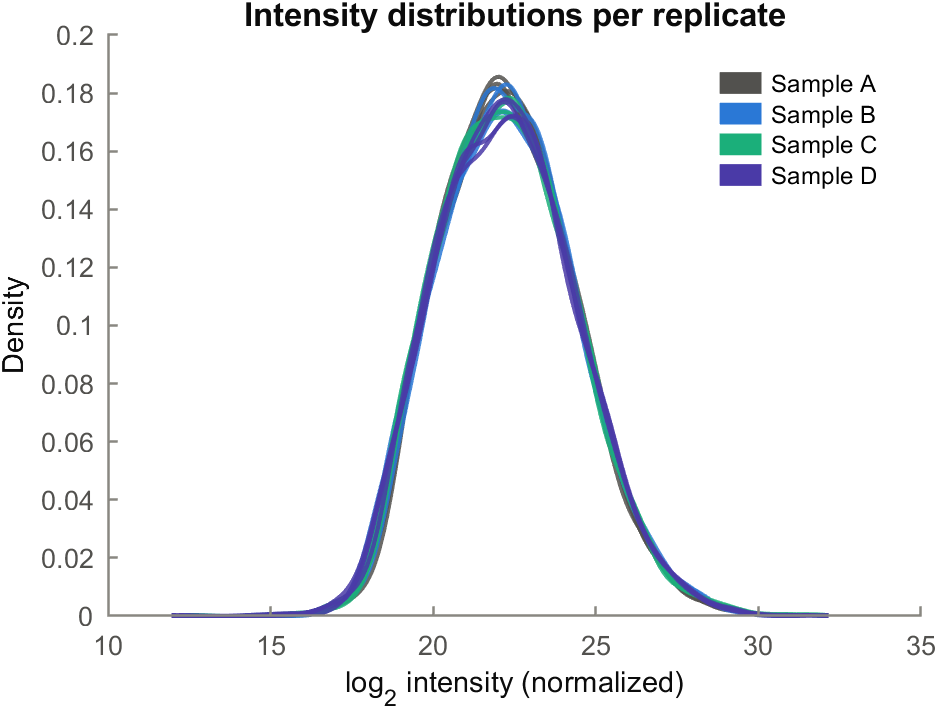 Intensity distributions per replicate
0.2
0.18
0.16
0.14
0.12
0.1
0.08
0.06
0.04
0.02
0
Density
Sample A
Sample B
Sample C
Sample D
10 15 20 25 30 35
log2 intensity (normalized)